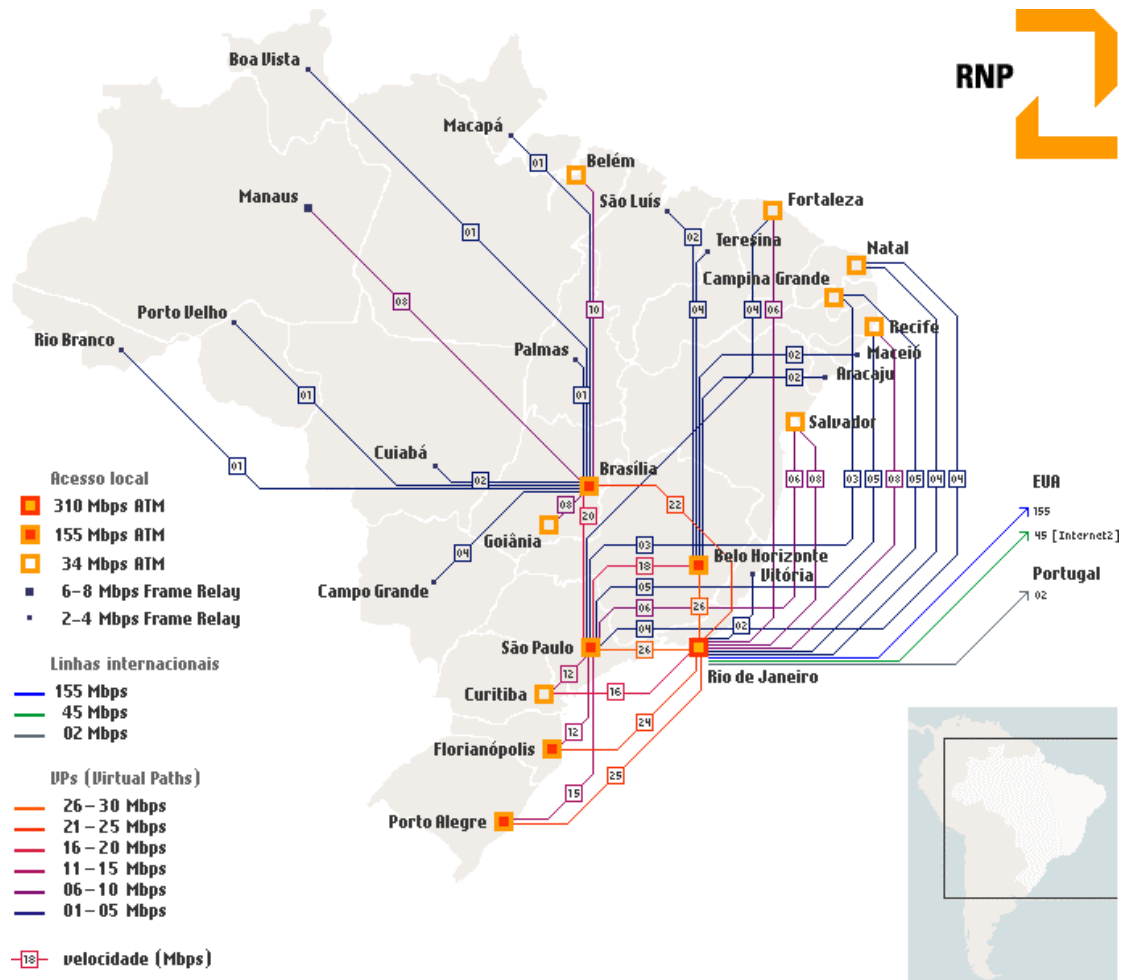 RNP
Boa Vista
Macapá
01
Belém
Manaus
São Luís
Fortaleza
01
02
Teresina
Natal
Campina Grande
08
Porto Velho
10
04
04
06
Recife
Rio Branco
Palmas
02
Maceió
01
01
02
Aracaju
Salvador
Cuiabá
01
02
Brasília
06
08
03
05
08
05
04
04
Acesso local
310 Mbps ATM
155 Mbps ATM
34 Mbps ATM
6-8 Mbps Frame Relay
2-4 Mbps Frame Relay
08
20
22
Goiânia
EUA
155
45 [Internet2]
Portugal
02
04
03
Belo Horizonte
Vitória
Campo Grande
18
05
06
26
04
02
São Paulo
26
Rio de Janeiro
Linhas internacionais
155 Mbps
45 Mbps
02 Mbps
12
Curitiba
16
12
24
Florianópolis
25
15
Porto Alegre
VPs (Virtual Paths)
26-30 Mbps
21-25 Mbps
16-20 Mbps
11-15 Mbps
06-10 Mbps
01-05 Mbps
18 velocidade (Mbps)